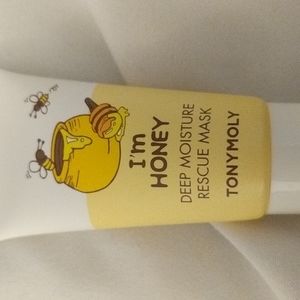 I'm
HONEY
DEEP MOISTURE
RESCUE MASK
TONYMOLY